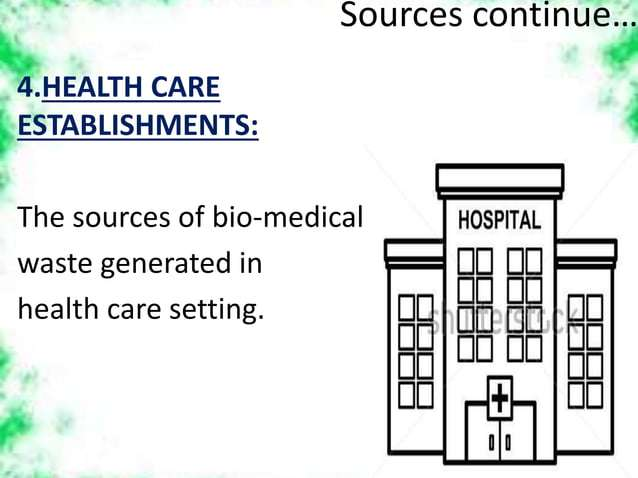 Sources continue…
4.HEALTH CARE
ESTABLISHMENTS:
The sources of bio-medical
waste generated in
health care setting.
HOSPITAL
shutterstock